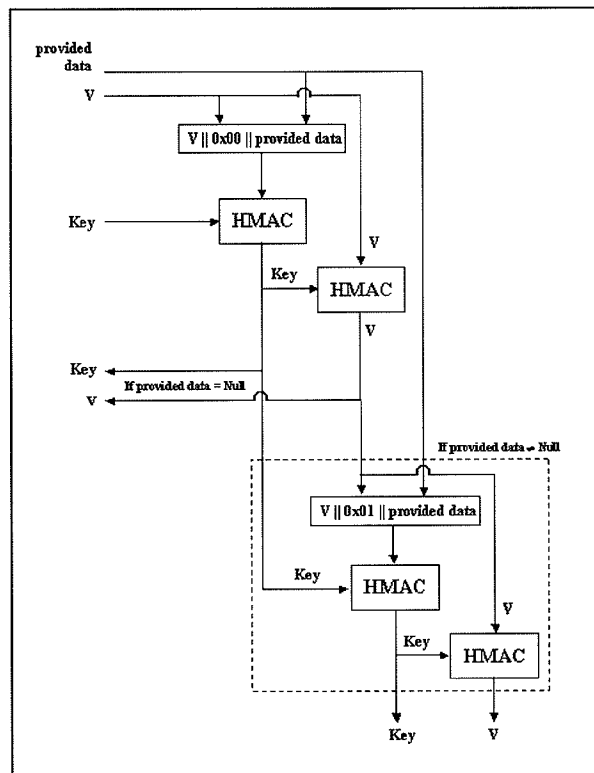 provided
data
V
V || 0x00 || provided data
Key
HMAC
V
Key
HMAC
V
Key
If provided data = Null
V
If provided data ≠ Null
V || 0x01 || provided data
Key
HMAC
V
Key
HMAC
Key
V